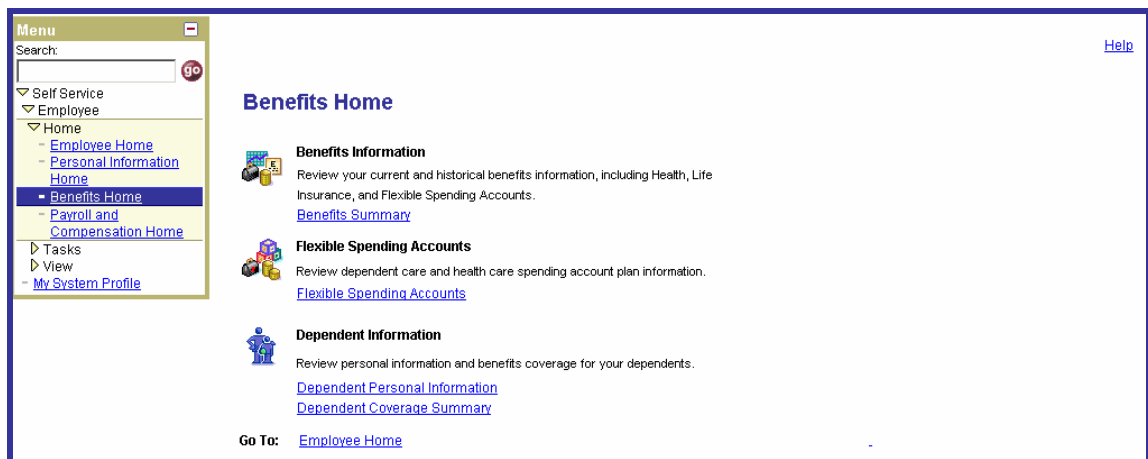 Menu
Search:
go
Self Service
Employee
Home
- Employee Home
- Personal Information
Home
- Benefits Home
- Payroll and
Compensation Home
Tasks
View
- My System Profile
Help
Benefits Home
Benefits Information
Review your current and historical benefits information, including Health, Life
Insurance, and Flexible Spending Accounts.
Benefits Summary
Flexible Spending Accounts
Review dependent care and health care spending account plan information.
Flexible Spending Accounts
Dependent Information
Review personal information and benefits coverage for your dependents.
Dependent Personal Information
Dependent Coverage Summary
Go To: Employee Home